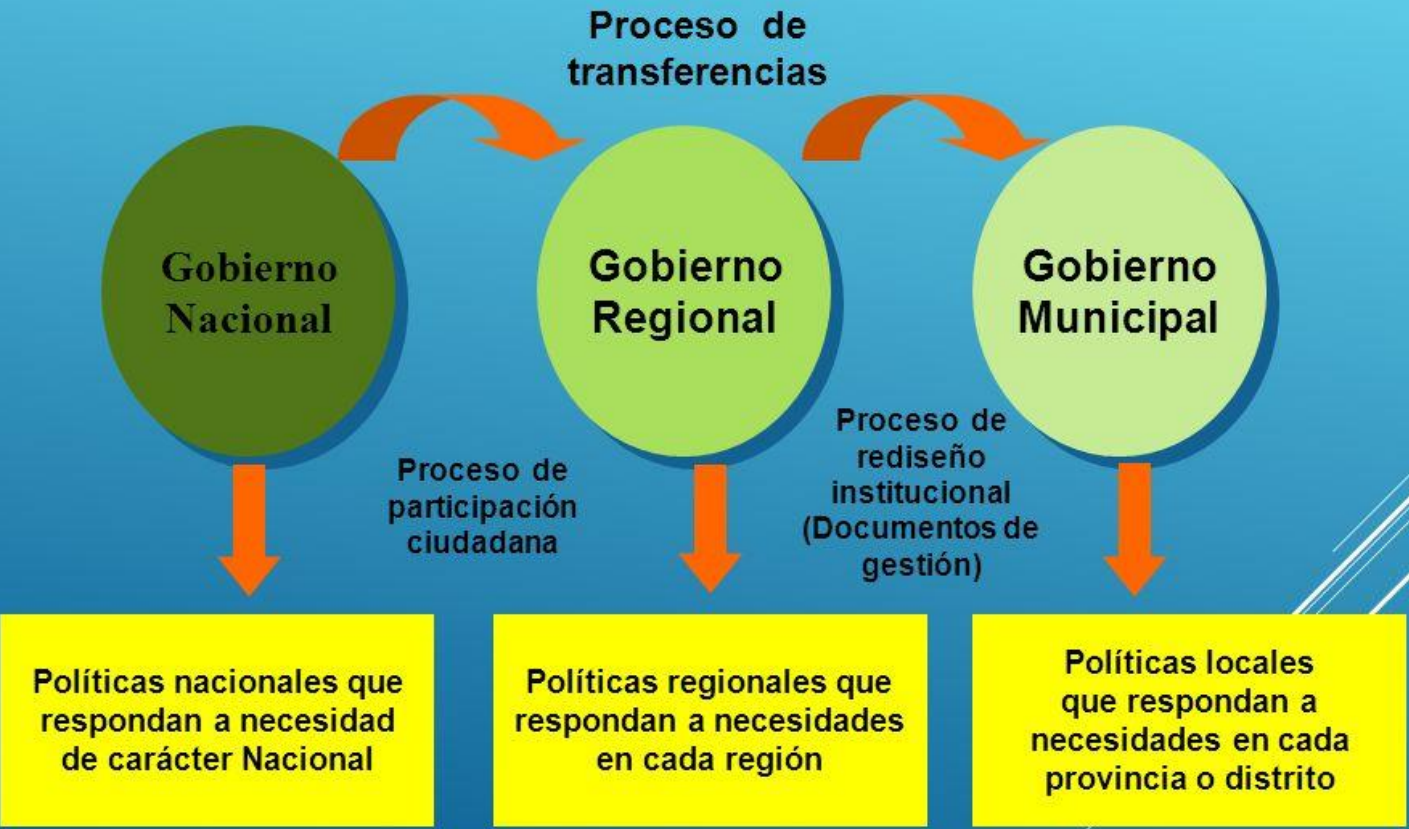 Proceso de
transferencias
Gobierno
Nacional
Gobierno
Regional
Gobierno
Municipal
Proceso de
participación
ciudadana
Proceso de
rediseño
institucional
(Documentos de
gestión)
Políticas nacionales que
respondan a necesidad
de carácter Nacional
Políticas regionales que
respondan a necesidades
en cada región
Políticas locales
que respondan a
necesidades en cada
provincia o distrito